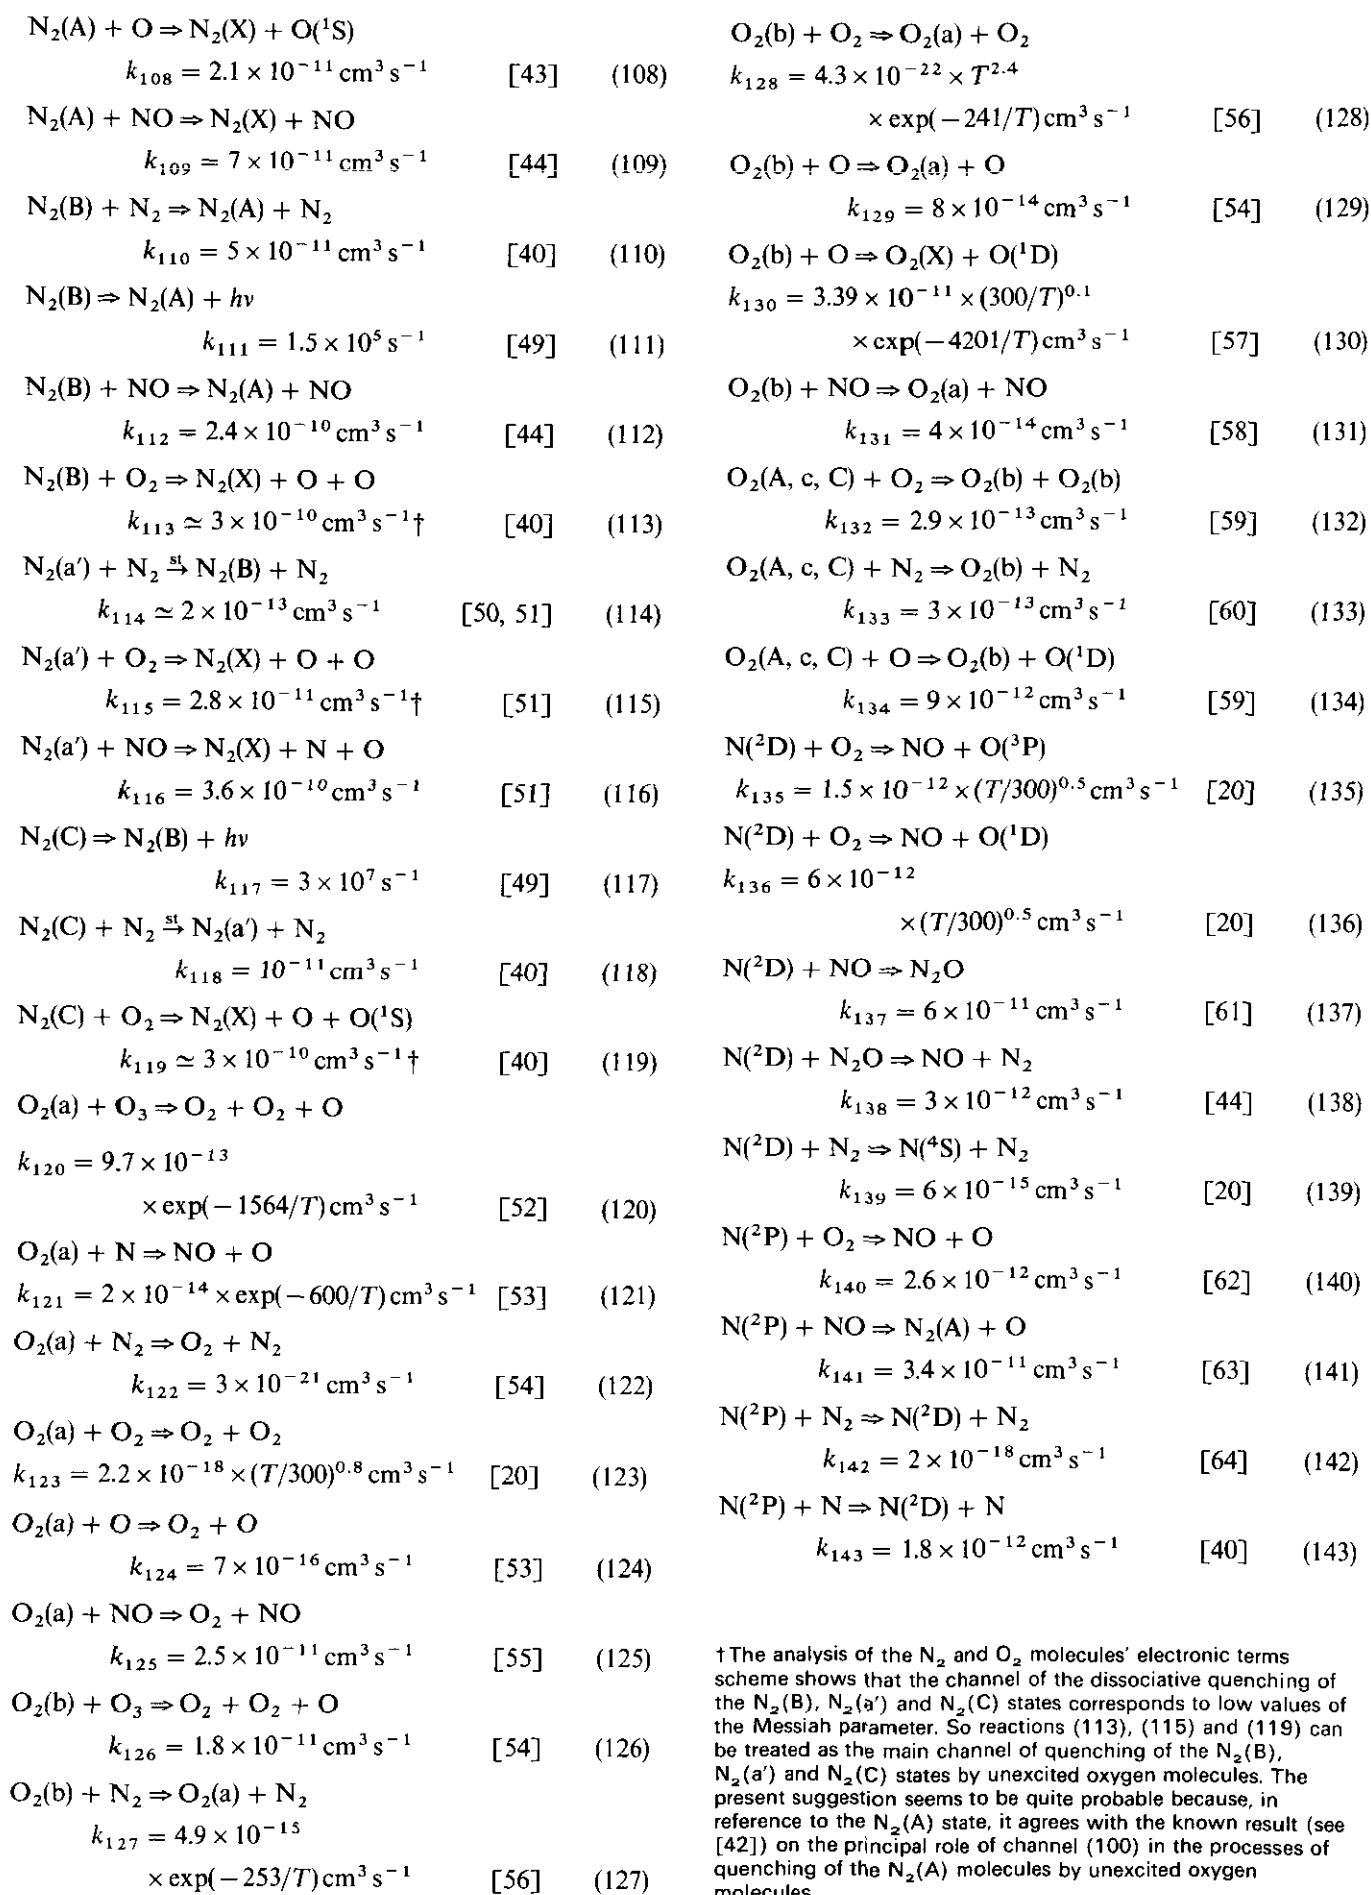 N₂(A) + O ⇒ N₂(X) + O(¹S)
k₁₀₈ = 2.1 × 10⁻¹¹ cm³ s⁻¹ [43] (108)
N₂(A) + NO ⇒ N₂(X) + NO
k₁₀₉ = 7 × 10⁻¹¹ cm³ s⁻¹ [44] (109)
N₂(B) + N₂ ⇒ N₂(A) + N₂
k₁₁₀ = 5 × 10⁻¹¹ cm³ s⁻¹ [40] (110)
N₂(B) ⇒ N₂(A) + hν
k₁₁₁ = 1.5 × 10⁵ s⁻¹ [49] (111)
N₂(B) + NO ⇒ N₂(A) + NO
k₁₁₂ = 2.4 × 10⁻¹⁰ cm³ s⁻¹ [44] (112)
N₂(B) + O₂ ⇒ N₂(X) + O + O
k₁₁₃ ≃ 3 × 10⁻¹⁰ cm³ s⁻¹† [40] (113)
N₂(a′) + N₂ ⇒ˢᵗ N₂(B) + N₂
k₁₁₄ ≃ 2 × 10⁻¹³ cm³ s⁻¹ [50, 51] (114)
N₂(a′) + O₂ ⇒ N₂(X) + O + O
k₁₁₅ = 2.8 × 10⁻¹¹ cm³ s⁻¹† [51] (115)
N₂(a′) + NO ⇒ N₂(X) + N + O
k₁₁₆ = 3.6 × 10⁻¹⁰ cm³ s⁻¹ [51] (116)
N₂(C) ⇒ N₂(B) + hν
k₁₁₇ = 3 × 10⁷ s⁻¹ [49] (117)
N₂(C) + N₂ ⇒ˢᵗ N₂(a′) + N₂
k₁₁₈ = 10⁻¹¹ cm³ s⁻¹ [40] (118)
N₂(C) + O₂ ⇒ N₂(X) + O + O(¹S)
k₁₁₉ ≃ 3 × 10⁻¹⁰ cm³ s⁻¹† [40] (119)
O₂(a) + O₃ ⇒ O₂ + O₂ + O
k₁₂₀ = 9.7 × 10⁻¹³
× exp(−1564/T) cm³ s⁻¹ [52] (120)
O₂(a) + N ⇒ NO + O
k₁₂₁ = 2 × 10⁻¹⁴ × exp(−600/T) cm³ s⁻¹ [53] (121)
O₂(a) + N₂ ⇒ O₂ + N₂
k₁₂₂ = 3 × 10⁻²¹ cm³ s⁻¹ [54] (122)
O₂(a) + O₂ ⇒ O₂ + O₂
k₁₂₃ = 2.2 × 10⁻¹⁸ × (T/300)⁰·⁸ cm³ s⁻¹ [20] (123)
O₂(a) + O ⇒ O₂ + O
k₁₂₄ = 7 × 10⁻¹⁶ cm³ s⁻¹ [53] (124)
O₂(a) + NO ⇒ O₂ + NO
k₁₂₅ = 2.5 × 10⁻¹¹ cm³ s⁻¹ [55] (125)
O₂(b) + O₃ ⇒ O₂ + O₂ + O
k₁₂₆ = 1.8 × 10⁻¹¹ cm³ s⁻¹ [54] (126)
O₂(b) + N₂ ⇒ O₂(a) + N₂
k₁₂₇ = 4.9 × 10⁻¹⁵
× exp(−253/T) cm³ s⁻¹ [56] (127)
O₂(b) + O₂ ⇒ O₂(a) + O₂
k₁₂₈ = 4.3 × 10⁻²² × T²·⁴
× exp(−241/T) cm³ s⁻¹ [56] (128)
O₂(b) + O ⇒ O₂(a) + O
k₁₂₉ = 8 × 10⁻¹⁴ cm³ s⁻¹ [54] (129)
O₂(b) + O ⇒ O₂(X) + O(¹D)
k₁₃₀ = 3.39 × 10⁻¹¹ × (300/T)⁰·¹
× exp(−4201/T) cm³ s⁻¹ [57] (130)
O₂(b) + NO ⇒ O₂(a) + NO
k₁₃₁ = 4 × 10⁻¹⁴ cm³ s⁻¹ [58] (131)
O₂(A, c, C) + O₂ ⇒ O₂(b) + O₂(b)
k₁₃₂ = 2.9 × 10⁻¹³ cm³ s⁻¹ [59] (132)
O₂(A, c, C) + N₂ ⇒ O₂(b) + N₂
k₁₃₃ = 3 × 10⁻¹³ cm³ s⁻¹ [60] (133)
O₂(A, c, C) + O ⇒ O₂(b) + O(¹D)
k₁₃₄ = 9 × 10⁻¹² cm³ s⁻¹ [59] (134)
N(²D) + O₂ ⇒ NO + O(³P)
k₁₃₅ = 1.5 × 10⁻¹² × (T/300)⁰·⁵ cm³ s⁻¹ [20] (135)
N(²D) + O₂ ⇒ NO + O(¹D)
k₁₃₆ = 6 × 10⁻¹²
× (T/300)⁰·⁵ cm³ s⁻¹ [20] (136)
N(²D) + NO ⇒ N₂O
k₁₃₇ = 6 × 10⁻¹¹ cm³ s⁻¹ [61] (137)
N(²D) + N₂O ⇒ NO + N₂
k₁₃₈ = 3 × 10⁻¹² cm³ s⁻¹ [44] (138)
N(²D) + N₂ ⇒ N(⁴S) + N₂
k₁₃₉ = 6 × 10⁻¹⁵ cm³ s⁻¹ [20] (139)
N(²P) + O₂ ⇒ NO + O
k₁₄₀ = 2.6 × 10⁻¹² cm³ s⁻¹ [62] (140)
N(²P) + NO ⇒ N₂(A) + O
k₁₄₁ = 3.4 × 10⁻¹¹ cm³ s⁻¹ [63] (141)
N(²P) + N₂ ⇒ N(²D) + N₂
k₁₄₂ = 2 × 10⁻¹⁸ cm³ s⁻¹ [64] (142)
N(²P) + N ⇒ N(²D) + N
k₁₄₃ = 1.8 × 10⁻¹² cm³ s⁻¹ [40] (143)
† The analysis of the N₂ and O₂ molecules' electronic terms
scheme shows that the channel of the dissociative quenching of
the N₂(B), N₂(a′) and N₂(C) states corresponds to low values of
the Messiah parameter. So reactions (113), (115) and (119) can
be treated as the main channel of quenching of the N₂(B),
N₂(a′) and N₂(C) states by unexcited oxygen molecules. The
present suggestion seems to be quite probable because, in
reference to the N₂(A) state, it agrees with the known result (see
[42]) on the principal role of channel (100) in the processes of
quenching of the N₂(A) molecules by unexcited oxygen
molecules